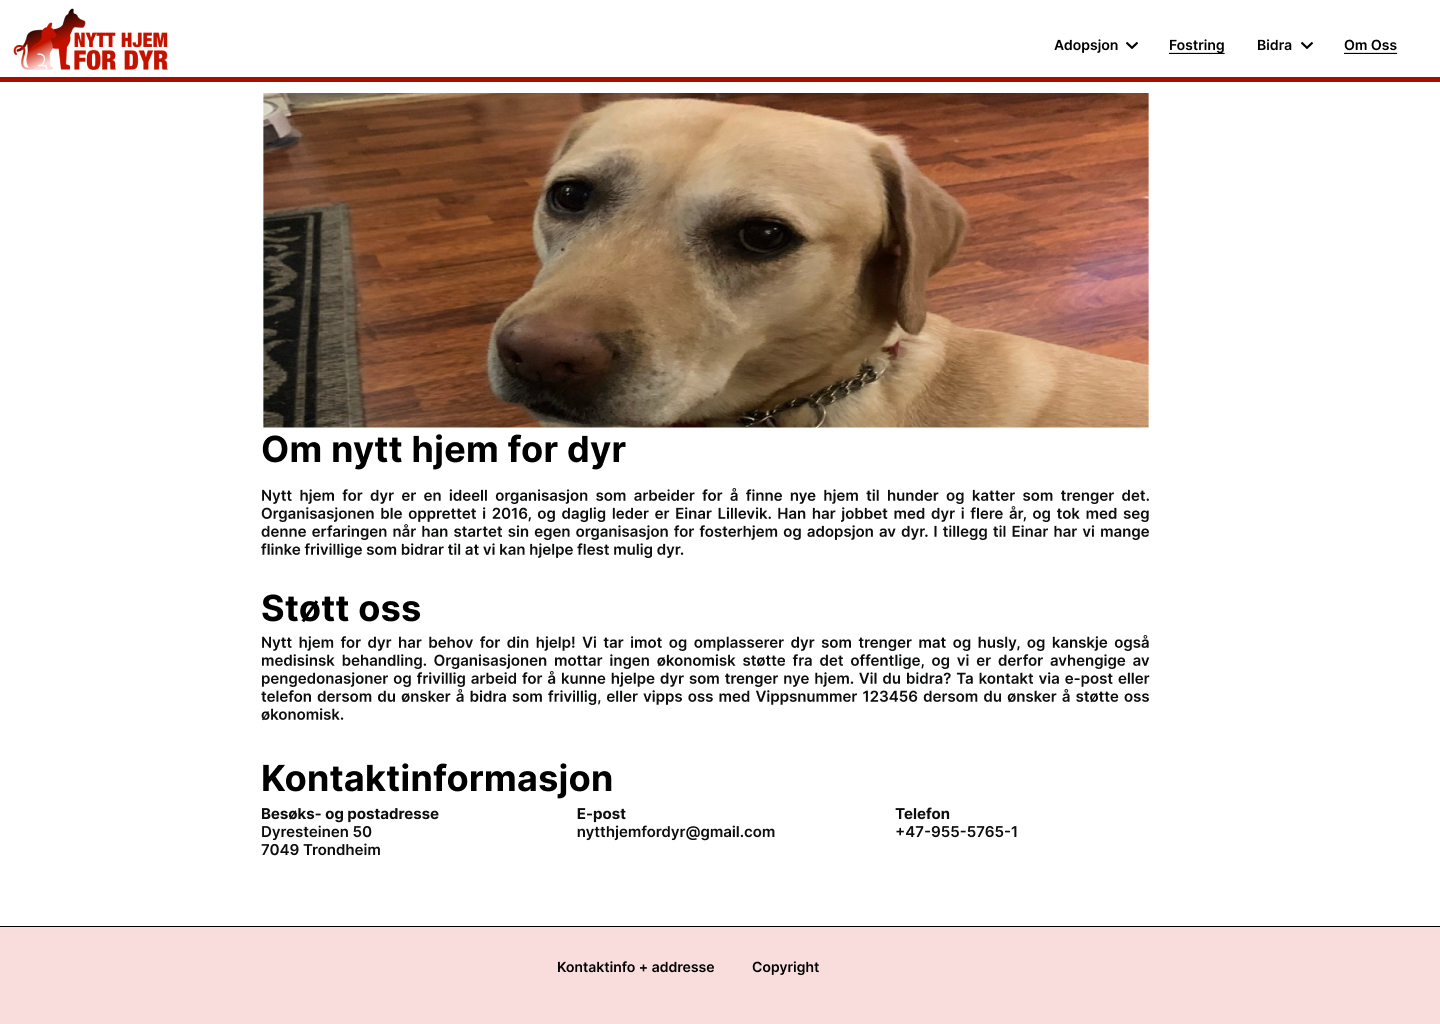 NYTT HJEM
FOR DYR
Adopsjon
Fostring
Bidra
Om Oss
Om nytt hjem for dyr
Nytt hjem for dyr er en ideell organisasjon som arbeider for å finne nye hjem til hunder og katter som trenger det.
Organisasjonen ble opprettet i 2016, og daglig leder er Einar Lillevik. Han har jobbet med dyr i flere år, og tok med seg
denne erfaringen når han startet sin egen organisasjon for fosterhjem og adopsjon av dyr. I tillegg til Einar har vi mange
flinke frivillige som bidrar til at vi kan hjelpe flest mulig dyr.
Støtt oss
Nytt hjem for dyr har behov for din hjelp! Vi tar imot og omplasserer dyr som trenger mat og husly, og kanskje også
medisinsk behandling. Organisasjonen mottar ingen økonomisk støtte fra det offentlige, og vi er derfor avhengige av
pengedonasjoner og frivillig arbeid for å kunne hjelpe dyr som trenger nye hjem. Vil du bidra? Ta kontakt via e-post eller
telefon dersom du ønsker å bidra som frivillig, eller vipps oss med Vippsnummer 123456 dersom du ønsker å støtte oss
økonomisk.
Kontaktinformasjon
Besøks- og postadresse
Dyresteinen 50
7049 Trondheim
E-post
nytthjemfordyr@gmail.com
Telefon
+47-955-5765-1
Kontaktinfo + addresse
Copyright